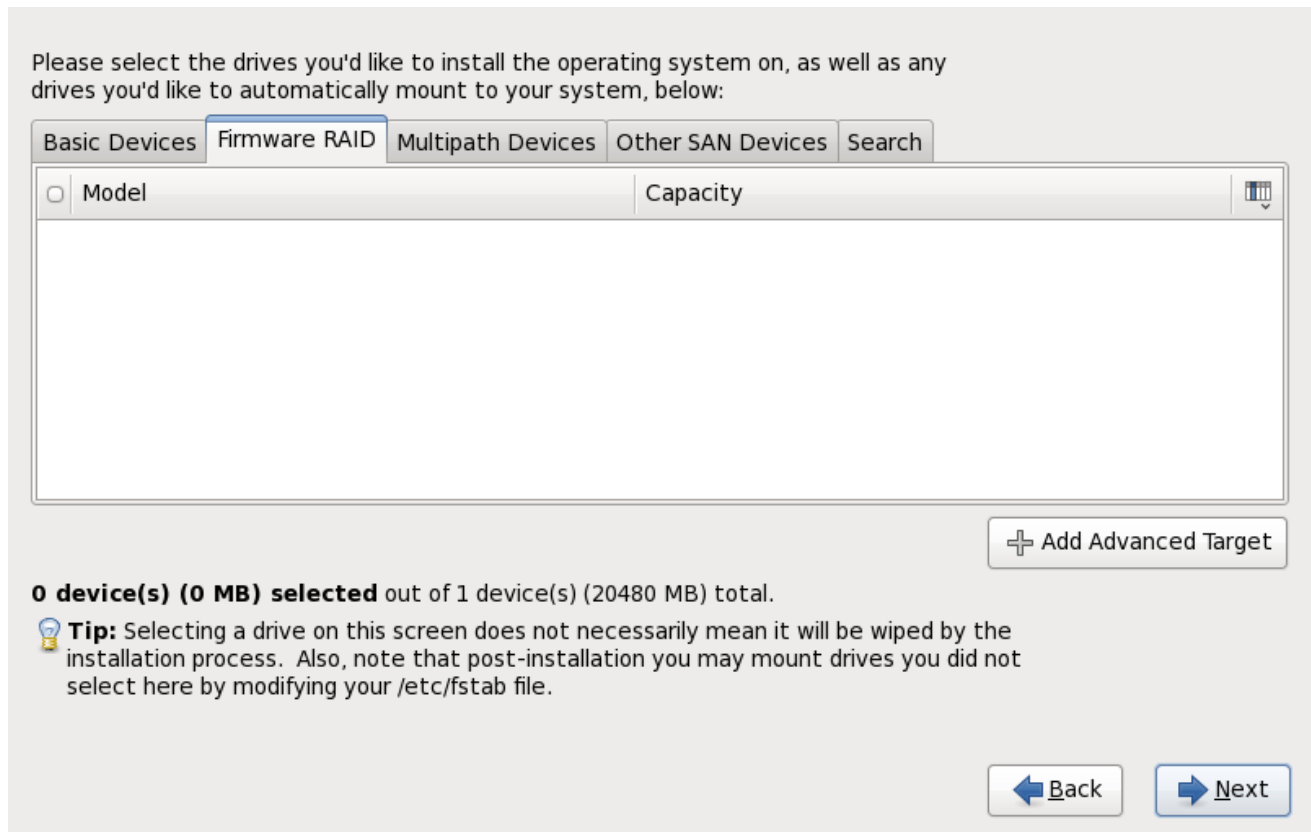 Please select the drives you'd like to install the operating system on, as well as any
drives you'd like to automatically mount to your system, below:
Basic Devices Firmware RAID Multipath Devices Other SAN Devices Search
Model Capacity
Add Advanced Target
0 device(s) (0 MB) selected out of 1 device(s) (20480 MB) total.
Tip: Selecting a drive on this screen does not necessarily mean it will be wiped by the
installation process.  Also, note that post-installation you may mount drives you did not
select here by modifying your /etc/fstab file.
Back Next